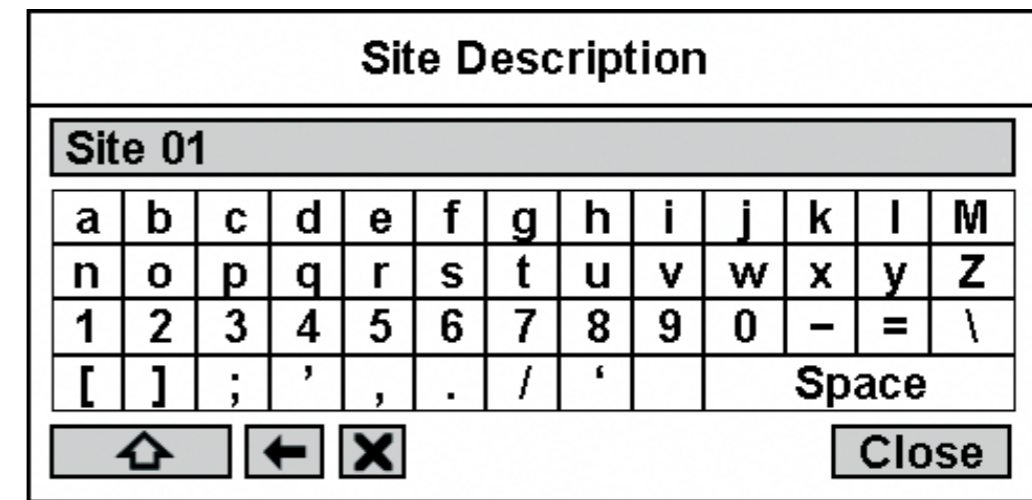 Site Description
Site 01
a b c d e f g h i j k l M
n o p q r s t u v w x y Z
1 2 3 4 5 6 7 8 9 0 – = \
[ ] ; ’ , . / ‘ Space
Close